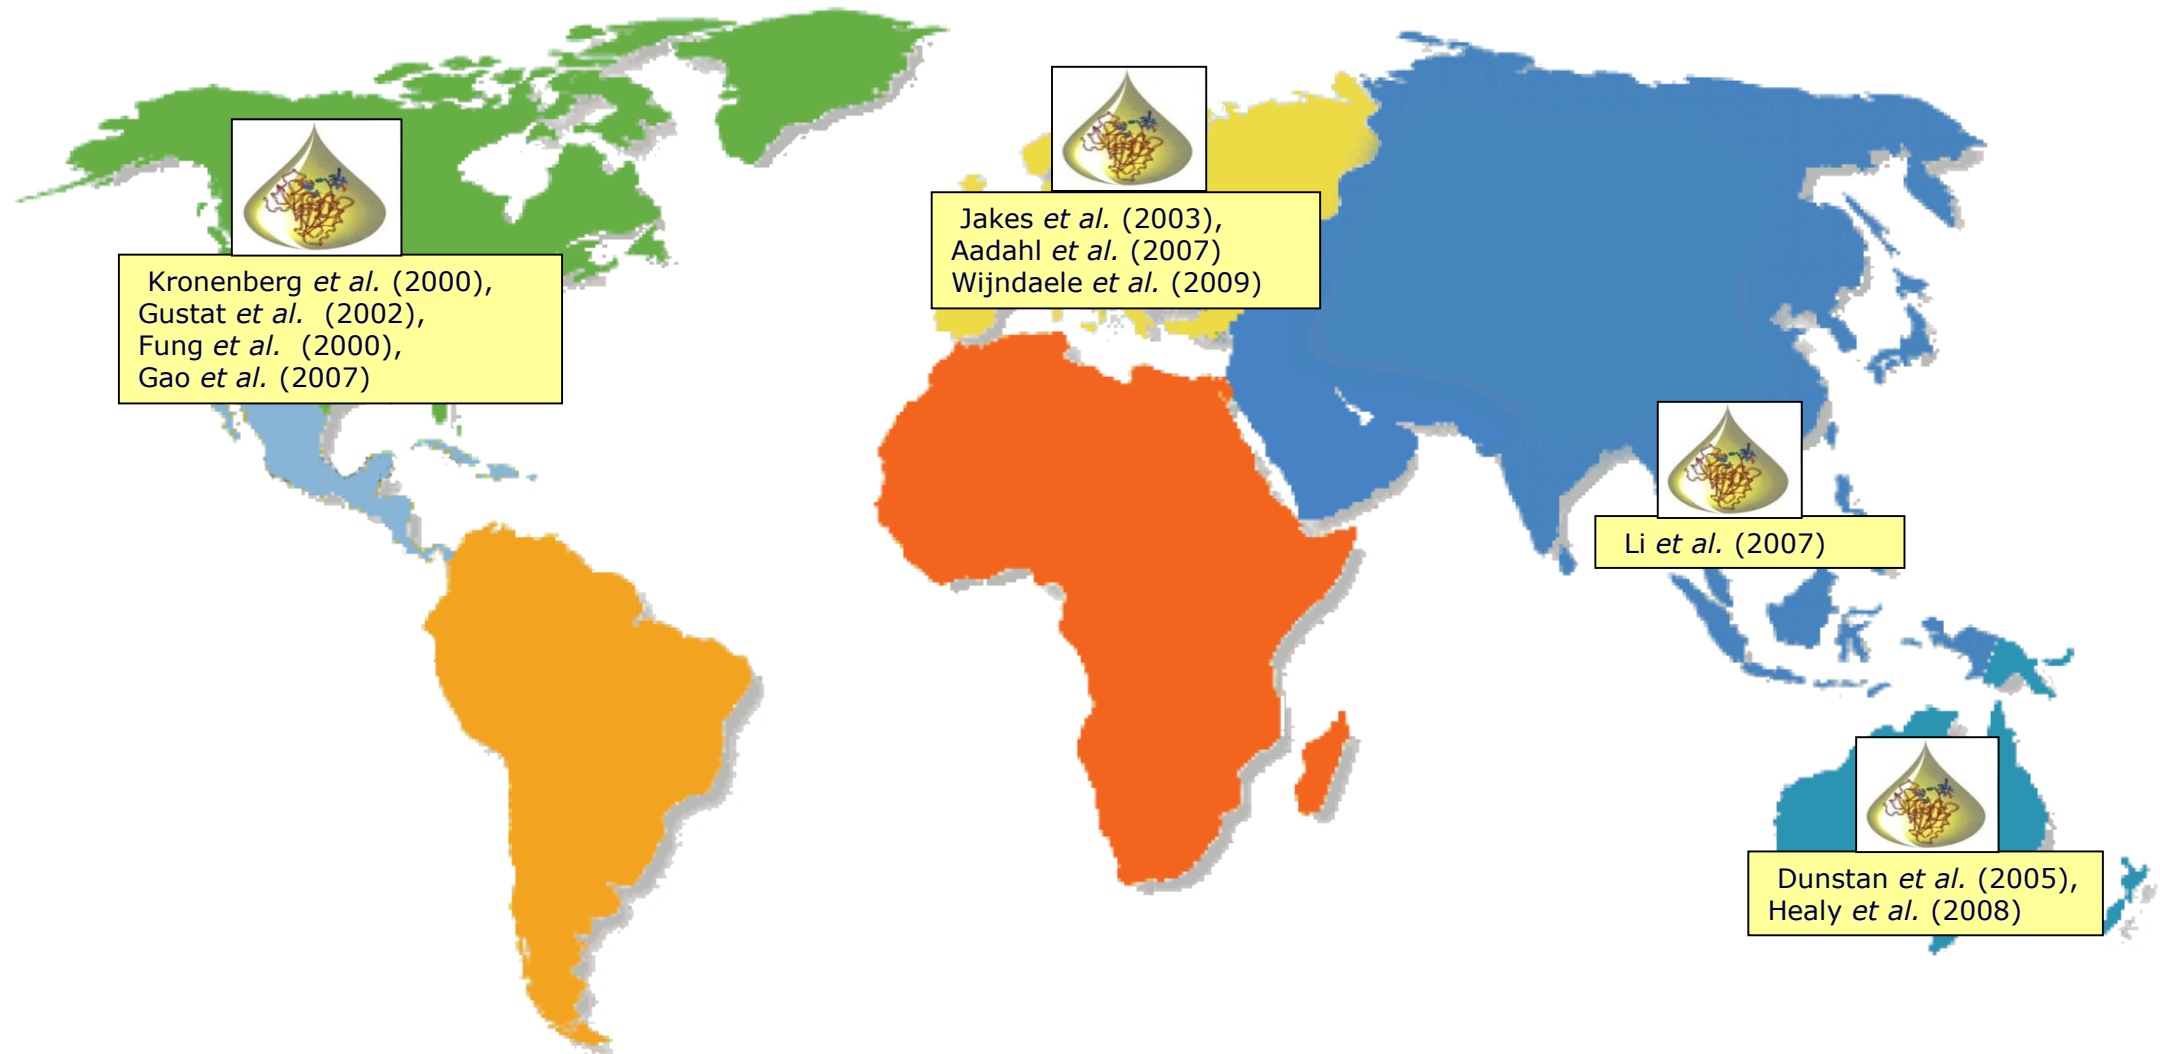 Kronenberg et al. (2000),
Gustat et al. (2002),
Fung et al. (2000),
Gao et al. (2007)
Jakes et al. (2003),
Aadahl et al. (2007)
Wijndaele et al. (2009)
Li et al. (2007)
Dunstan et al. (2005),
Healy et al. (2008)